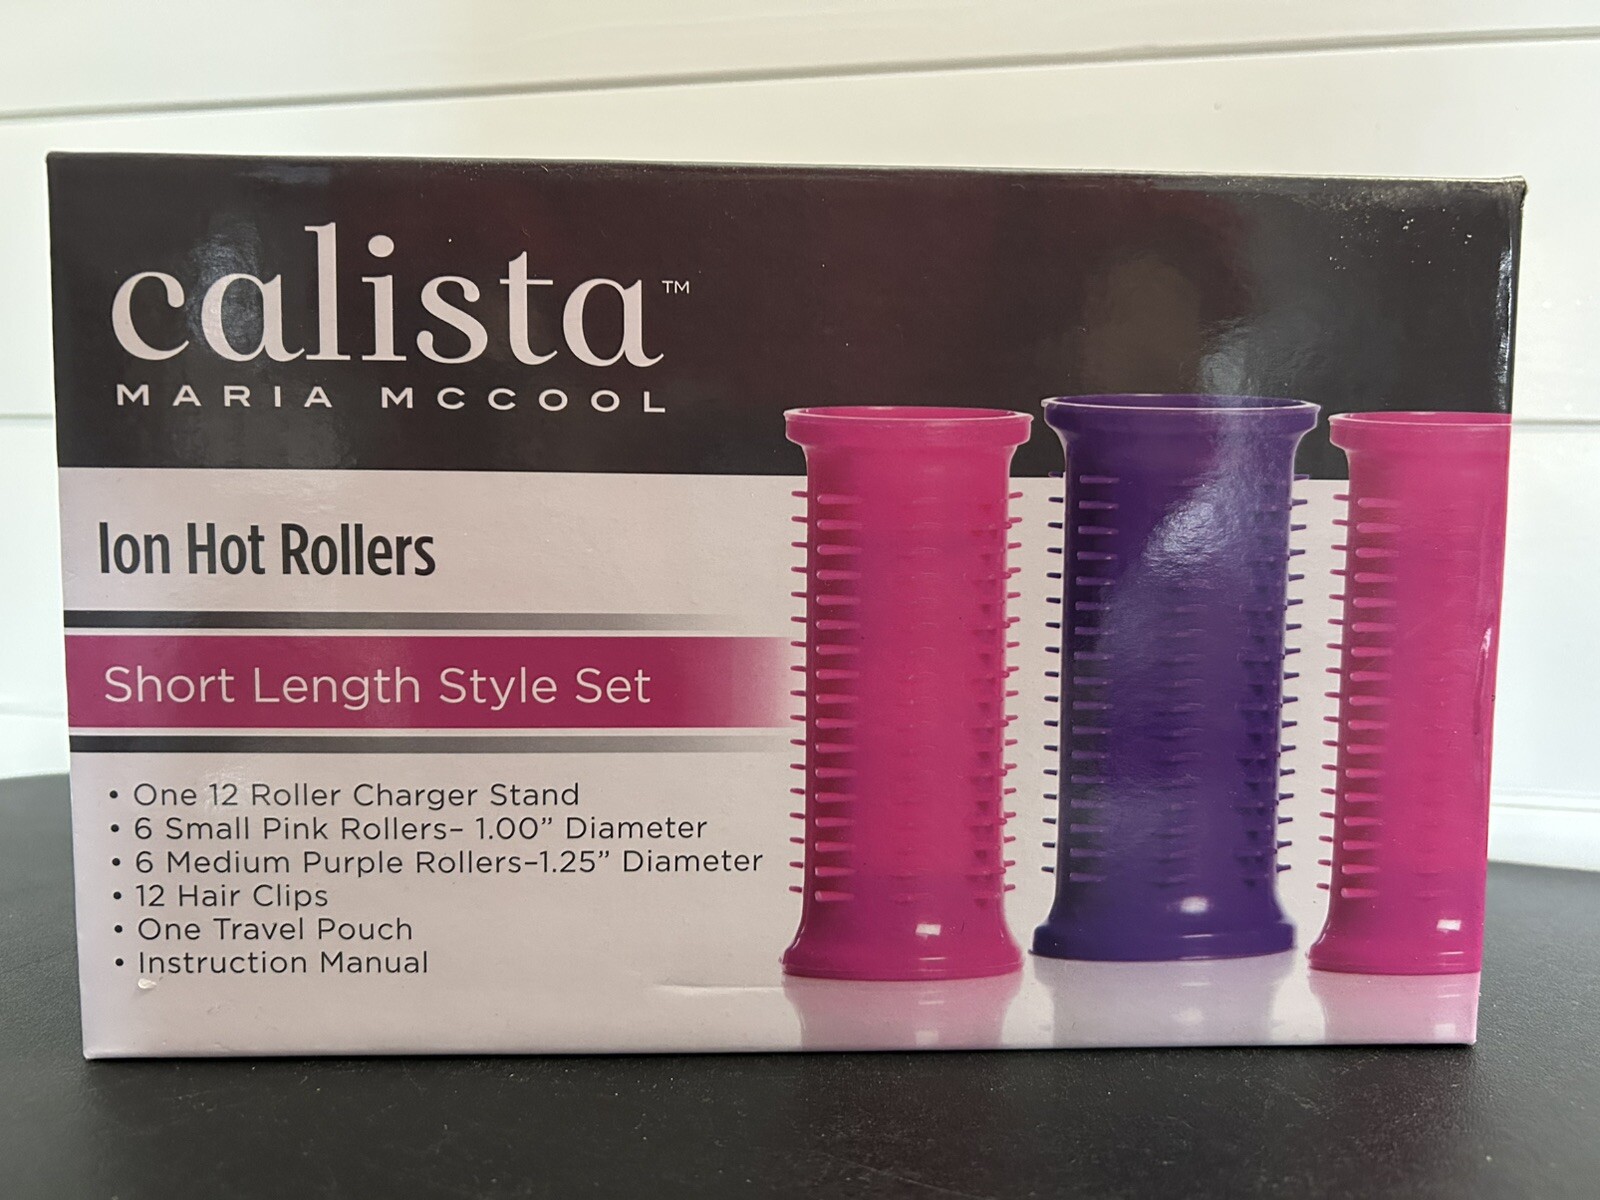 calista™
MARIA MCCOOL
Ion Hot Rollers
Short Length Style Set
• One 12 Roller Charger Stand
• 6 Small Pink Rollers– 1.00” Diameter
• 6 Medium Purple Rollers–1.25” Diameter
• 12 Hair Clips
• One Travel Pouch
• Instruction Manual